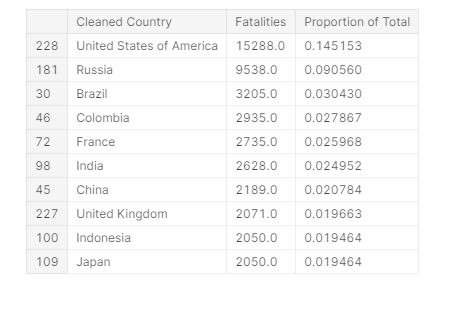 Cleaned Country Fatalities Proportion of Total
228 United States of America 15288.0 0.145153
181 Russia 9538.0 0.090560
30 Brazil 3205.0 0.030430
46 Colombia 2935.0 0.027867
72 France 2735.0 0.025968
98 India 2628.0 0.024952
45 China 2189.0 0.020784
227 United Kingdom 2071.0 0.019663
100 Indonesia 2050.0 0.019464
109 Japan 2050.0 0.019464